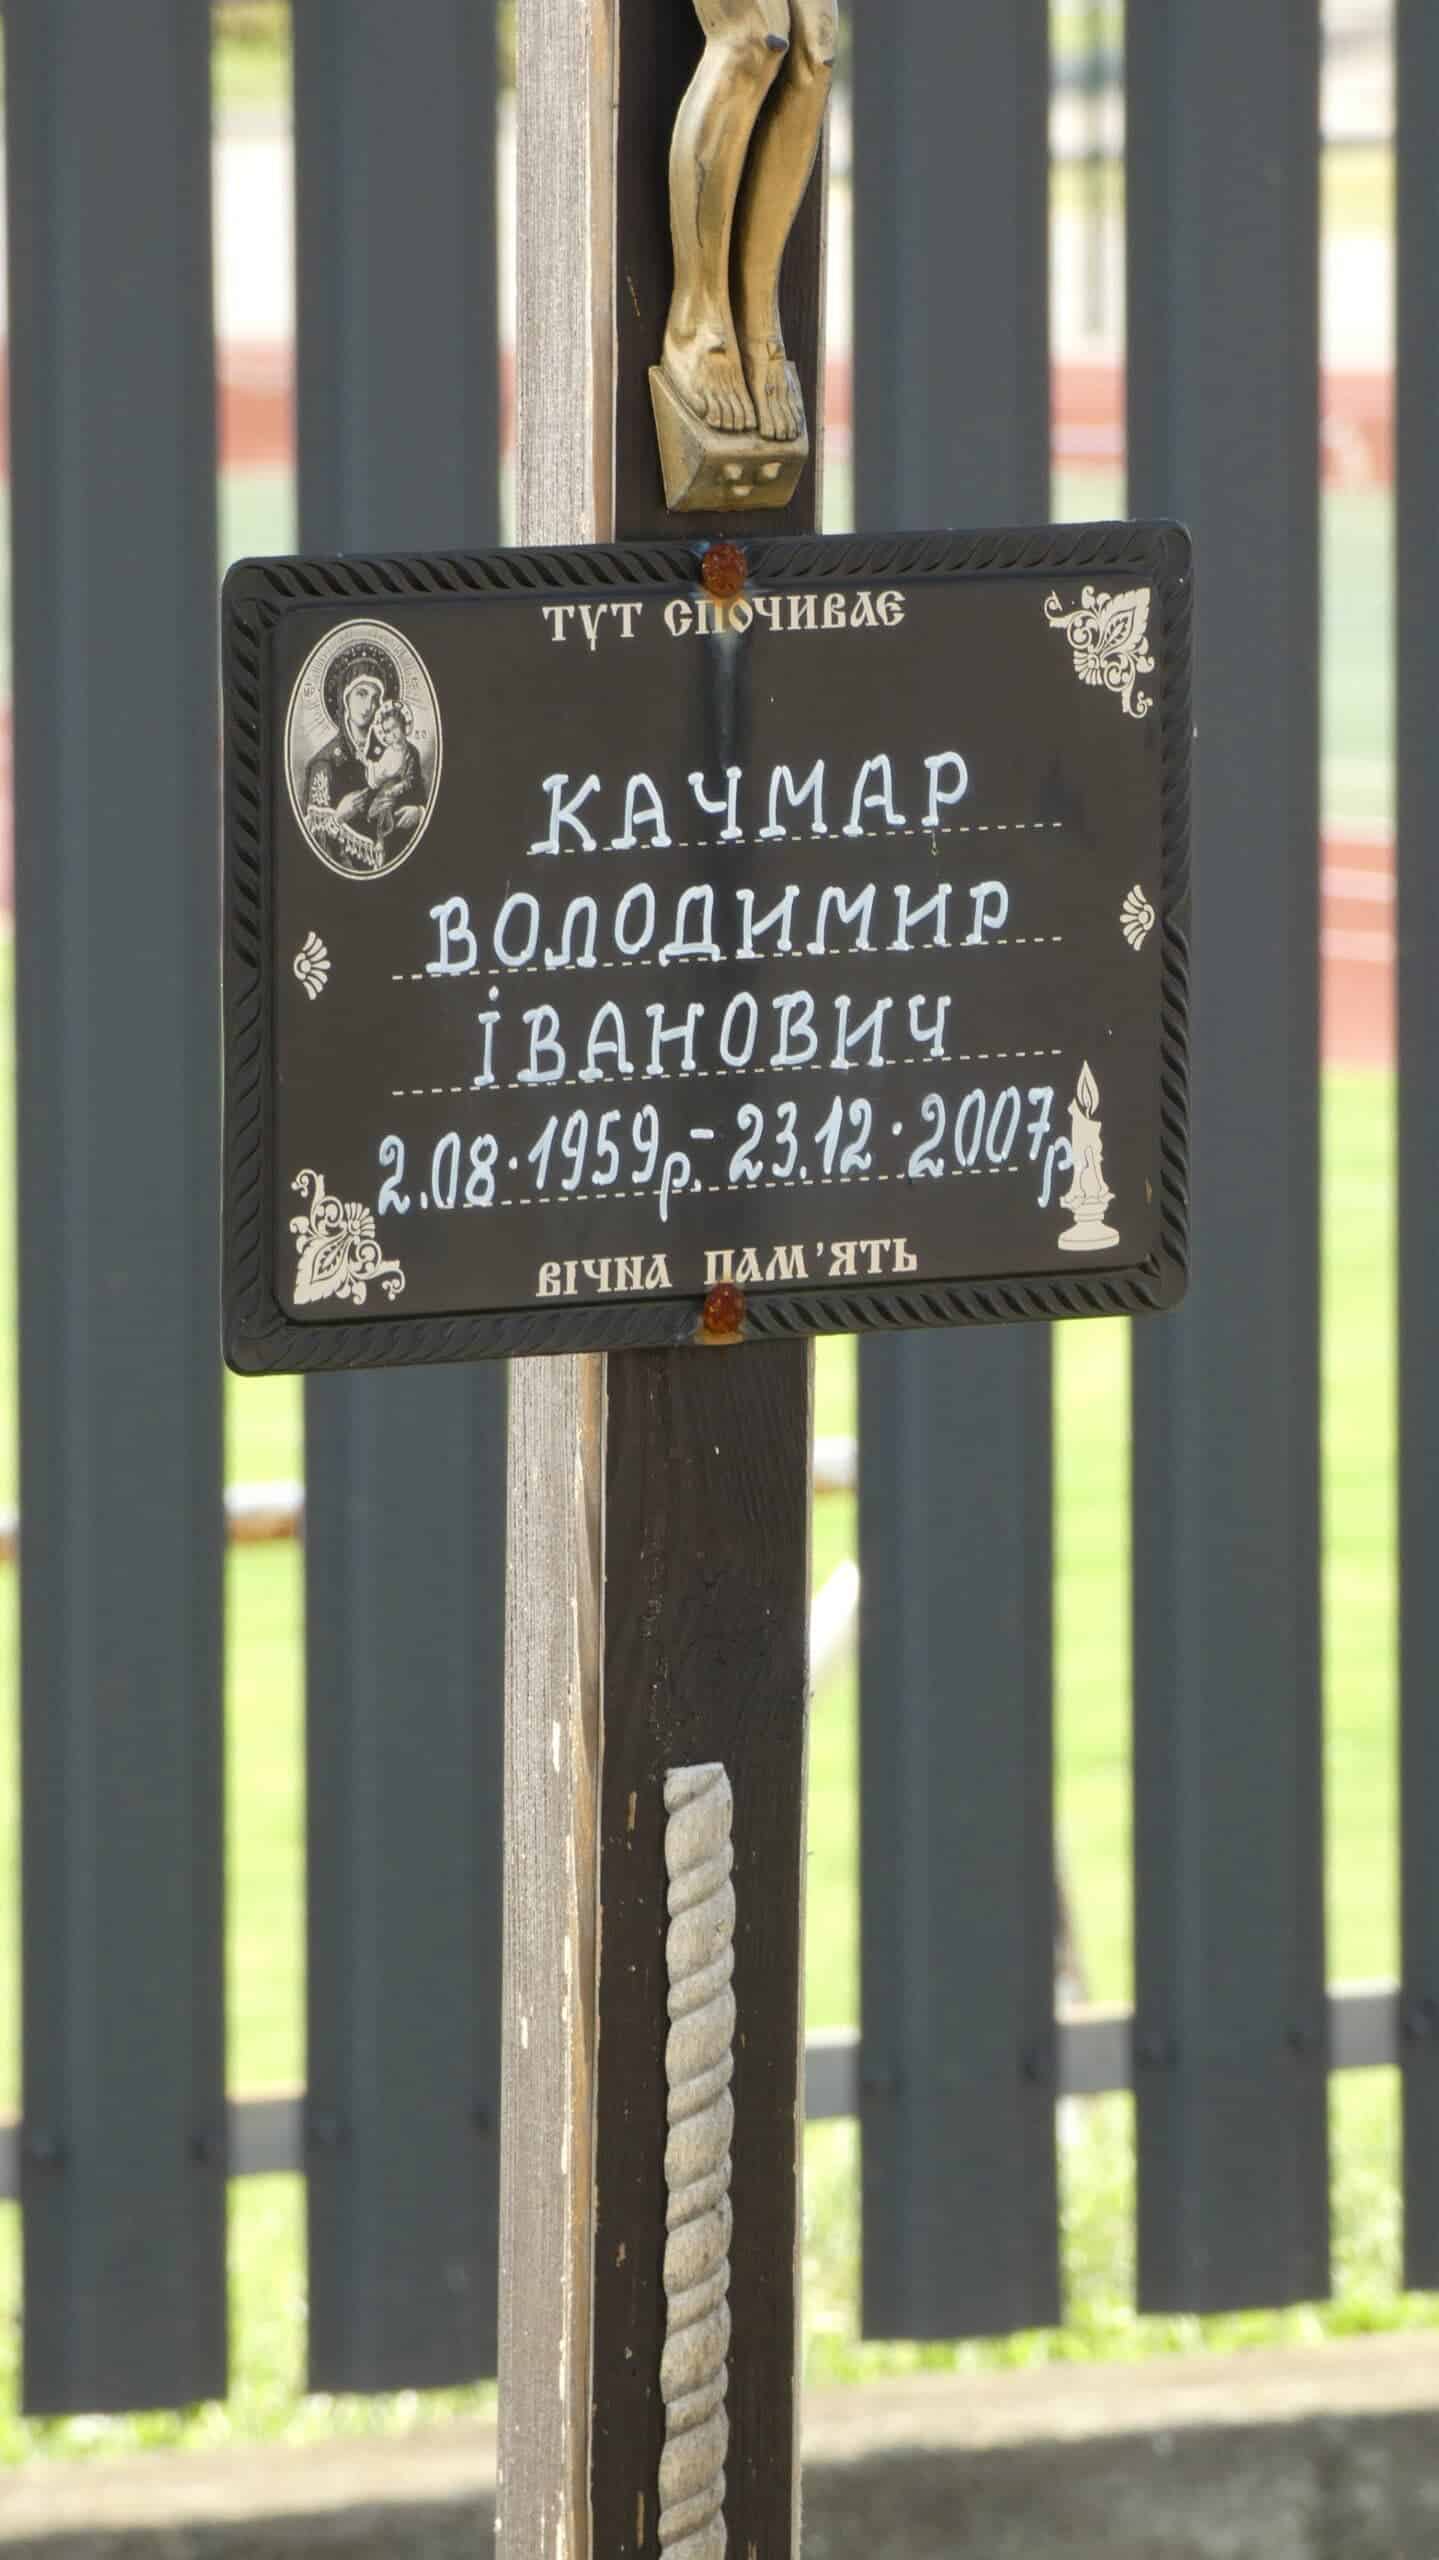 ТУТ СПОЧИВАЄ
КАЧМАР
ВОЛОДИМИР
ІВАНОВИЧ
2.08.1959р.-23.12.2007р
ВІЧНА ПАМ'ЯТЬ